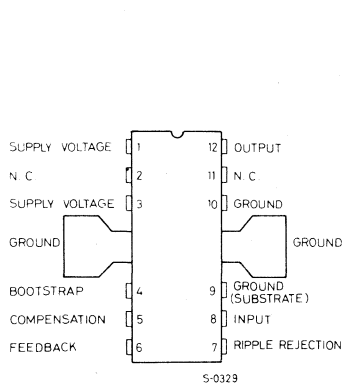 SUPPLY VOLTAGE 1 12 OUTPUT
N.C 2 11 N.C.
SUPPLY VOLTAGE 3 10 GROUND
GROUND GROUND
BOOTSTRAP 4 9 GROUND
(SUBSTRATE)
COMPENSATION 5 8 INPUT
FEEDBACK 6 7 RIPPLE REJECTION
S-0329